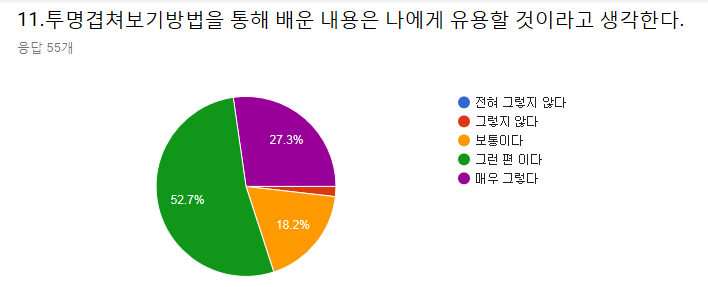 11.투명겹쳐보기방법을 통해 배운 내용은 나에게 유용할 것이라고 생각한다.
응답 55개
전혀 그렇지 않다
그렇지 않다
보통이다
그런 편 이다
매우 그렇다
27.3%
52.7%
18.2%